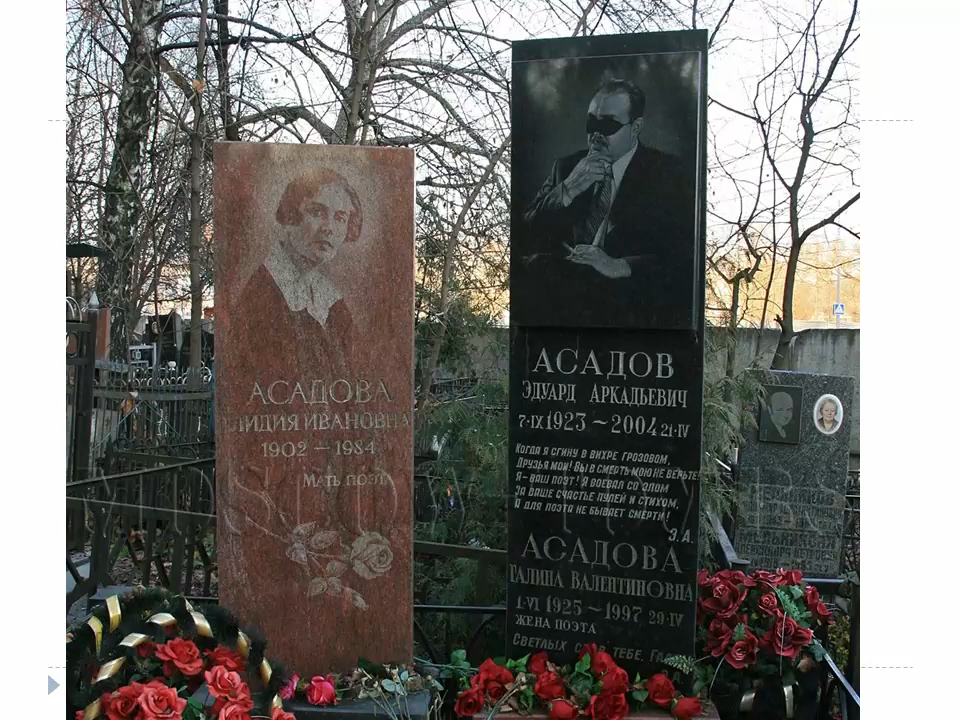 АСАДОВА
ЛИДИЯ ИВАНОВНА
1902 — 1984
МАТЬ ПОЭТА
АСАДОВ
ЭДУАРД АРКАДЬЕВИЧ
7·IX 1923 ~ 2004 21·IV
Когда я сгину в вихре грозовом,
Друзья мои! Вы в смерть мою не верьте!
Я – ваш поэт! Я воевал со злом
За ваше счастье пулей и стихом,
А для поэта не бывает смерти!
Э.А.
АСАДОВА
ГАЛИНА ВАЛЕНТИНОВНА
1·VI 1925 ~ 1997 29·IV
ЖЕНА ПОЭТА
СВЕТЛЫХ ТЕБЕ,